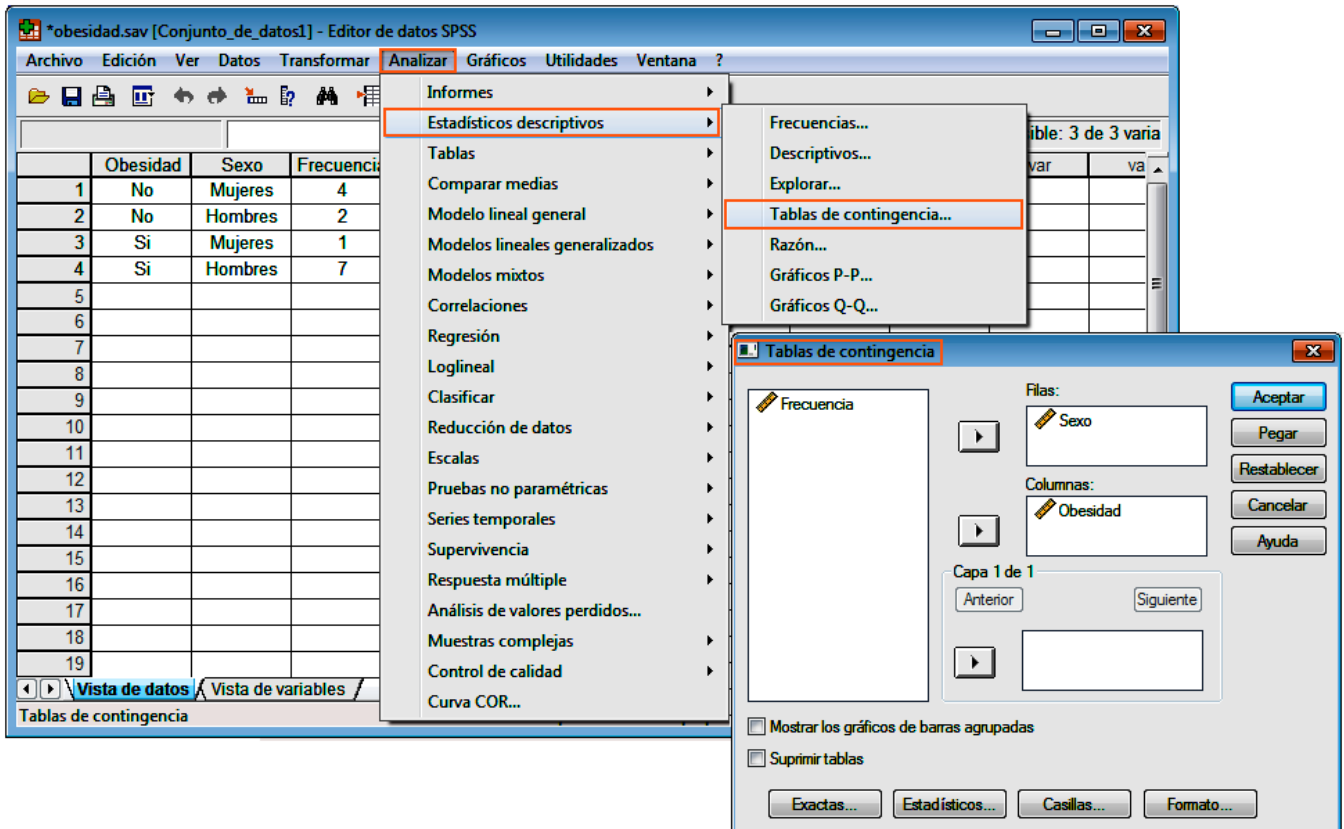 *obesidad.sav [Conjunto_de_datos1] - Editor de datos SPSS
Archivo Edición Ver Datos Transformar Analizar Gráficos Utilidades Ventana ?
Informes
Estadísticos descriptivos
Tablas
Comparar medias
Modelo lineal general
Modelos lineales generalizados
Modelos mixtos
Correlaciones
Regresión
Loglineal
Clasificar
Reducción de datos
Escalas
Pruebas no paramétricas
Series temporales
Supervivencia
Respuesta múltiple
Análisis de valores perdidos...
Muestras complejas
Control de calidad
Curva COR...
Frecuencias...
Descriptivos...
Explorar...
Tablas de contingencia...
Razón...
Gráficos P-P...
Gráficos Q-Q...
ible: 3 de 3 varia
Obesidad Sexo Frecuencia var va
1 No Mujeres 4
2 No Hombres 2
3 Si Mujeres 1
4 Si Hombres 7
5
6
7
8
9
10
11
12
13
14
15
16
17
18
19
Vista de datos Vista de variables
Tablas de contingencia
Tablas de contingencia
Frecuencia
Filas:
Sexo
Columnas:
Obesidad
Capa 1 de 1
Anterior Siguiente
Aceptar
Pegar
Restablecer
Cancelar
Ayuda
Mostrar los gráficos de barras agrupadas
Suprimir tablas
Exactas... Estadísticos... Casillas... Formato...